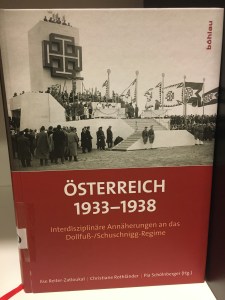 böhlau
ÖSTERREICH
1933–1938
Interdisziplinäre Annäherungen an das
Dollfuß-/Schuschnigg-Regime
Ilse Reiter-Zatloukal | Christiane Rothländer | Pia Schölnberger (Hg.)